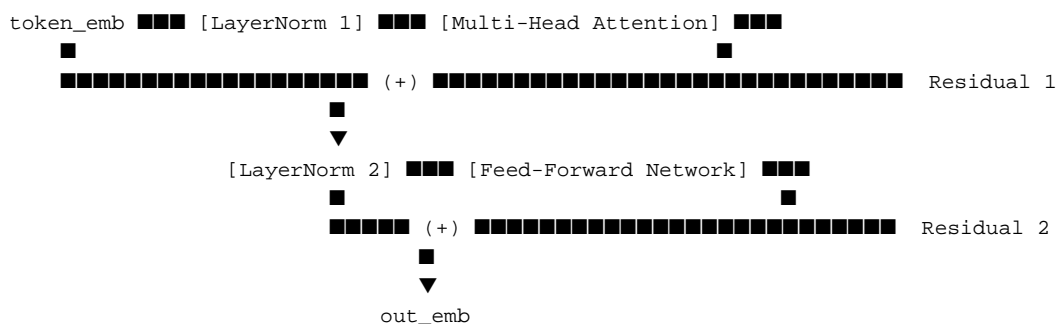 token_emb ■■■ [LayerNorm 1] ■■■ [Multi-Head Attention] ■■■
■ ■
■■■■■■■■■■■■■■■■■■■ (+) ■■■■■■■■■■■■■■■■■■■■■■■■■■■■■ Residual 1
■
▼
[LayerNorm 2] ■■■ [Feed-Forward Network] ■■■
■ ■
■■■■■ (+) ■■■■■■■■■■■■■■■■■■■■■■■■■■ Residual 2
■
▼
out_emb